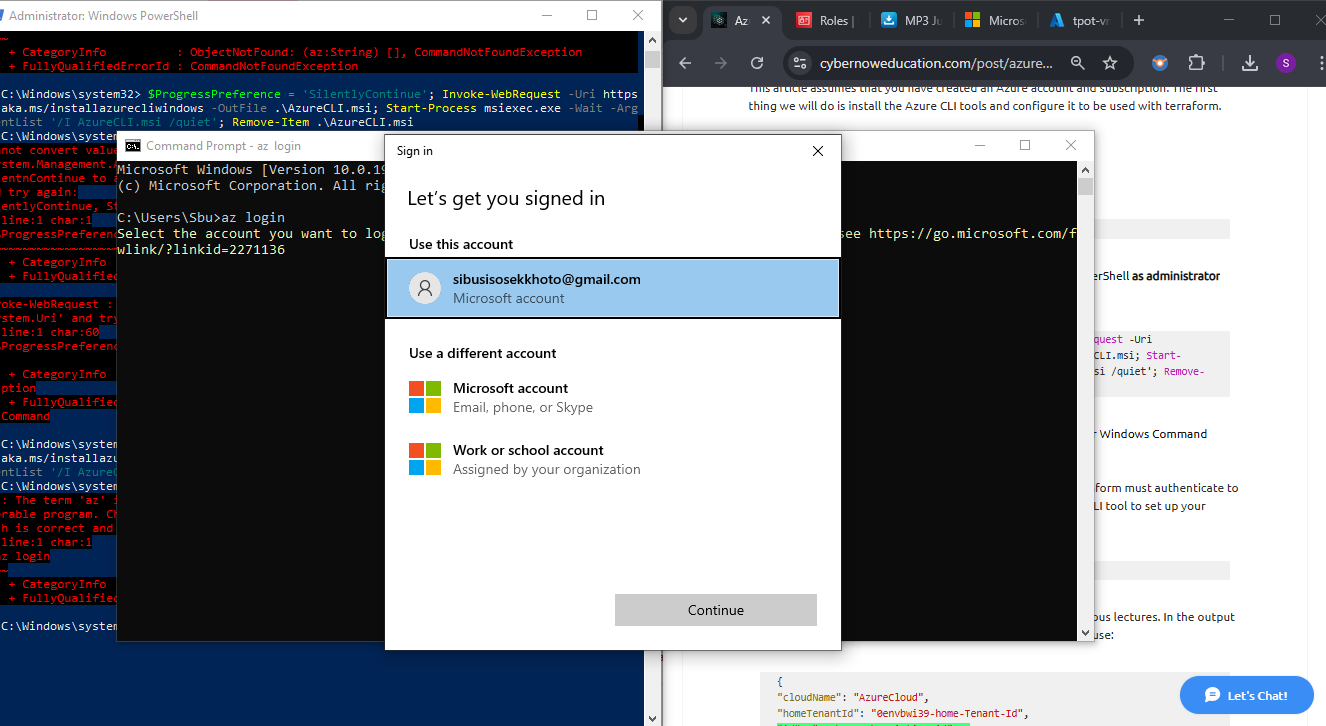 Administrator: Windows PowerShell
+ CategoryInfo : ObjectNotFound: (az:String) [], CommandNotFoundException
+ FullyQualifiedErrorId : CommandNotFoundException
C:\Windows\system32> $ProgressPreference = 'SilentlyContinue'; Invoke-WebRequest -Uri https
aka.ms/installazurecliwindows -OutFile .\AzureCLI.msi; Start-Process msiexec.exe -Wait -Arg
entList '/I AzureCLI.msi /quiet'; Remove-Item .\AzureCLI.msi
C:\Windows\system
not convert valu
stem.Management.
lentnContinue to a
try again:
lentlyContinue, S
line:1 char:1
$ProgressPreferenc
+ CategoryInfo
+ FullyQualified
oke-WebRequest :
stem.Uri' and try
line:1 char:60
$ProgressPreferenc
+ CategoryInfo
ption
+ FullyQualified
Command
C:\Windows\system
aka.ms/installazu
entList '/I AzureC
C:\Windows\system
: The term 'az' i
rable program. Ch
h is correct and
line:1 char:1
az login
+ CategoryInfo
+ FullyQualified
C:\Windows\system
Command Prompt - az login
Microsoft Windows [Version 10.0.19
(c) Microsoft Corporation. All rig
C:\Users\Sbu>az login
Select the account you want to log
see https://go.microsoft.com/f
wlink/?linkid=2271136
Sign in
Let's get you signed in
Use this account
sibusisosekkhoto@gmail.com
Microsoft account
Use a different account
Microsoft account
Email, phone, or Skype
Work or school account
Assigned by your organization
Continue
Az
Roles |
MP3 Ju
Micros
tpot-vm
cybernoweducation.com/post/azure...
S
This article assumes that you have created an Azure account and subscription. The first
thing we will do is install the Azure CLI tools and configure it to be used with terraform.
erShell as administrator
quest -Uri
CLI.msi; Start-
si /quiet'; Remove-
r Windows Command
form must authenticate to
LI tool to set up your
ous lectures. In the output
use:
{
"cloudName": "AzureCloud",
"homeTenantId": "0envbwi39-home-Tenant-Id",
Let's Chat!